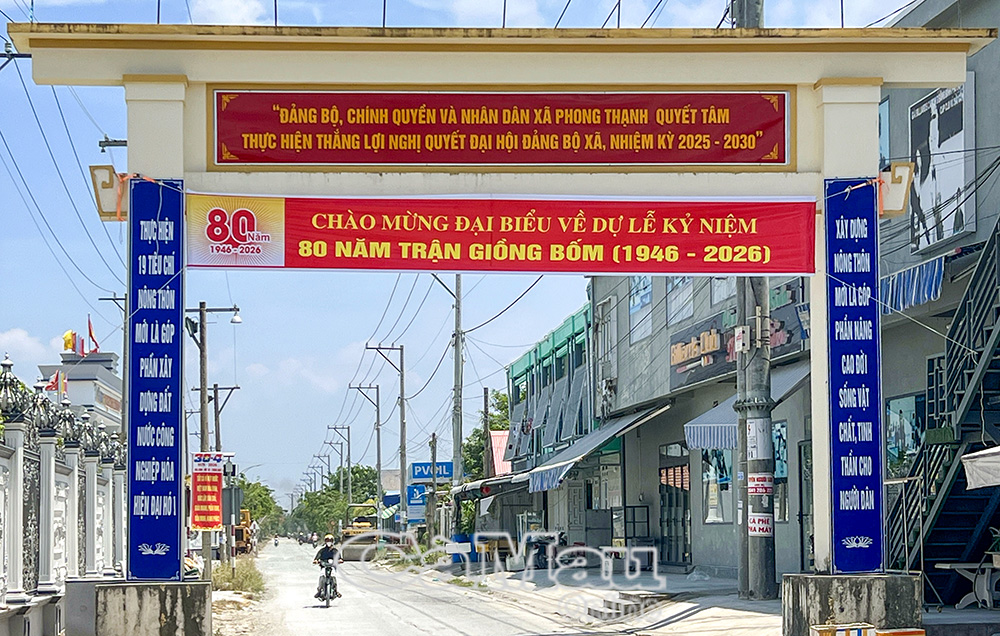 "ĐẢNG BỘ, CHÍNH QUYỀN VÀ NHÂN DÂN XÃ PHONG THẠNH QUYẾT TÂM
THỰC HIỆN THẮNG LỢI NGHỊ QUYẾT ĐẠI HỘI ĐẢNG BỘ XÃ, NHIỆM KỲ 2025 - 2030"
80 Năm
1946-2026
CHÀO MỪNG ĐẠI BIỂU VỀ DỰ LỄ KỶ NIỆM
80 NĂM TRẬN GIỒNG BỐM (1946 - 2026)
THỰC HIỆN
19 TIÊU CHÍ
NÔNG THÔN
MỚI LÀ GÓP
PHẦN XÂY
DỰNG ĐẤT
NƯỚC CÔNG
NGHIỆP HÓA
HIỆN ĐẠI HÓA
XÂY DỰNG
NÔNG THÔN
MỚI LÀ GÓP
PHẦN NÂNG
CAO ĐỜI
SỐNG VẬT
CHẤT, TINH
THẦN CHO
NGƯỜI DÂN
30-4
PVOIL
CÀ PHÊ
Cà Mau